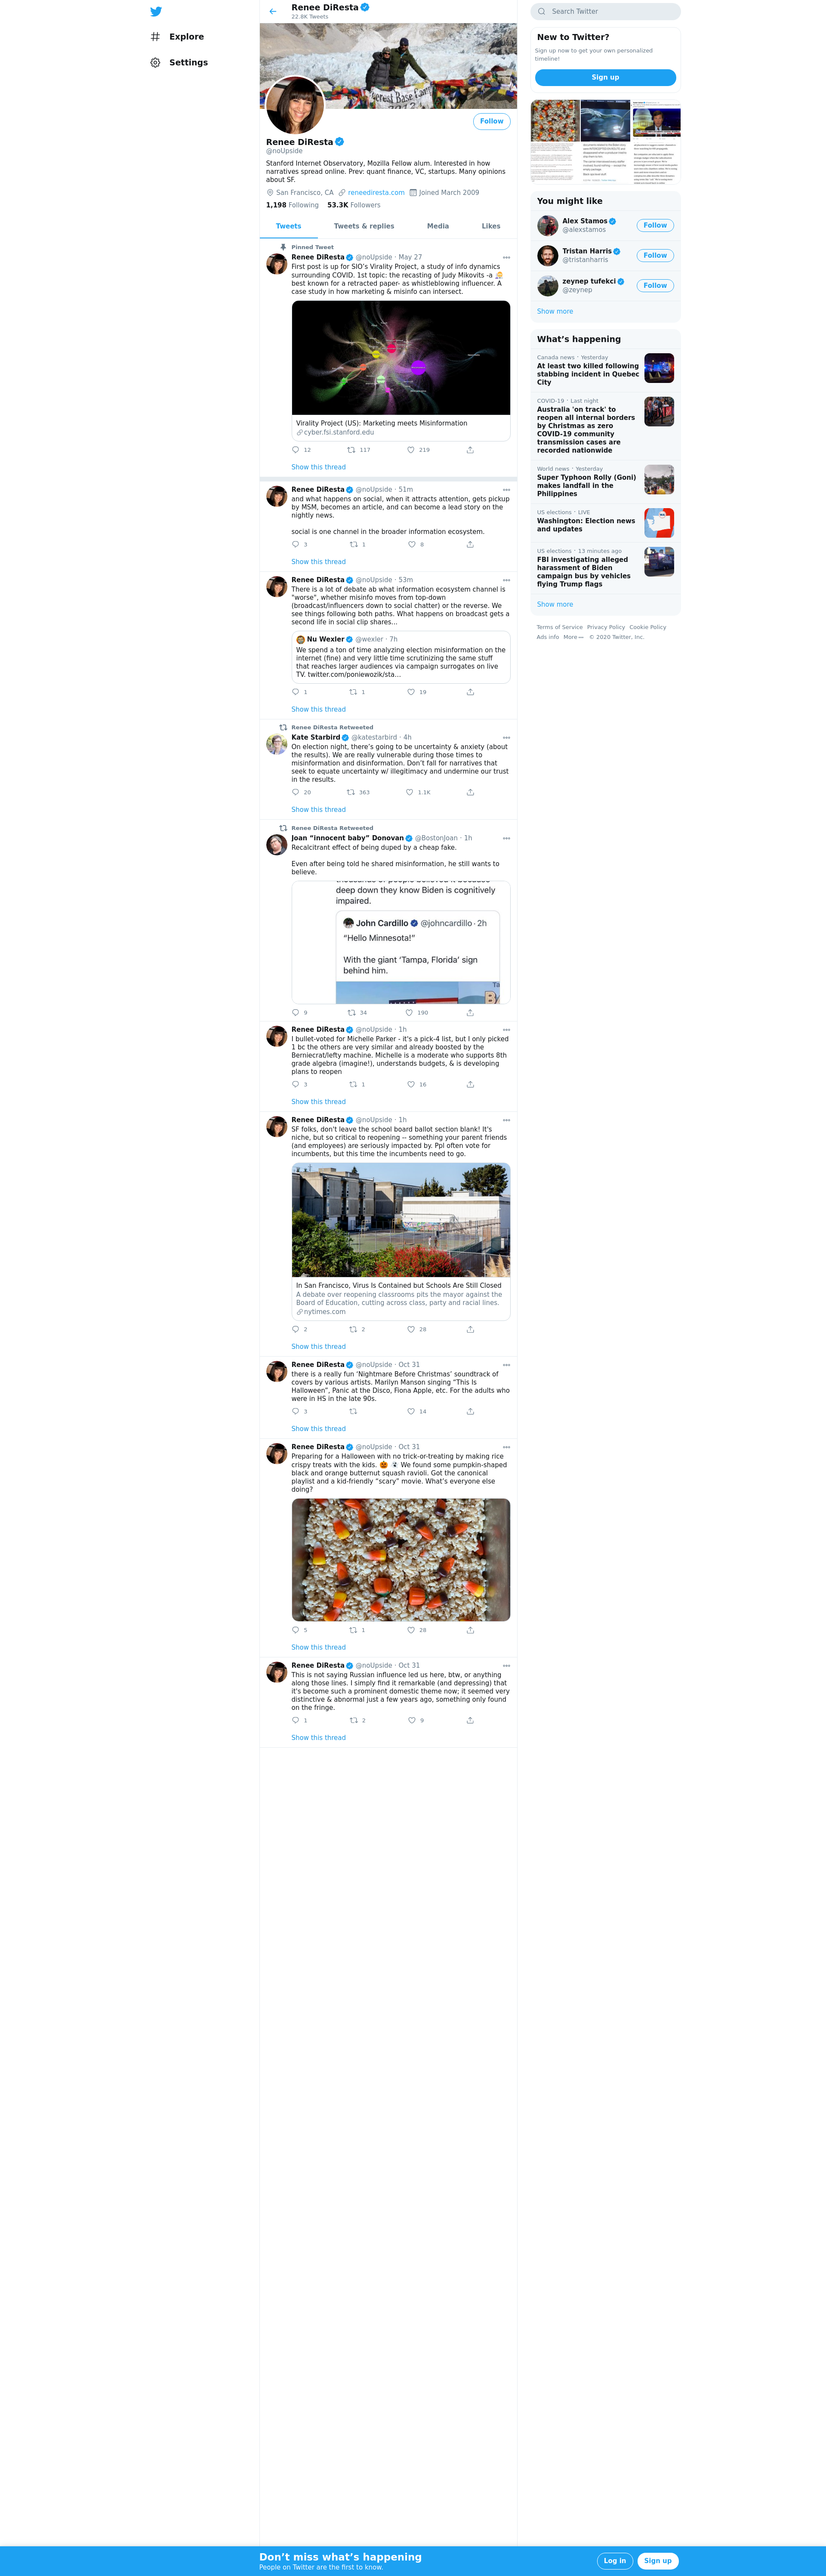 Explore
Settings
Renee DiResta
22.8K Tweets
Follow
Renee DiResta
@noUpside
Stanford Internet Observatory, Mozilla Fellow alum. Interested in how
narratives spread online. Prev: quant finance, VC, startups. Many opinions
about SF.
San Francisco, CA reneediresta.com Joined March 2009
1,198 Following 53.3K Followers
Tweets Tweets & replies Media Likes
Pinned Tweet
Renee DiResta @noUpside · May 27
First post is up for SIO’s Virality Project, a study of info dynamics
surrounding COVID. 1st topic: the recasting of Judy Mikovits -a
best known for a retracted paper- as whistleblowing influencer. A
case study in how marketing & misinfo can intersect.
Virality Project (US): Marketing meets Misinformation
cyber.fsi.stanford.edu
12 117 219
Show this thread
Renee DiResta @noUpside · 51m
and what happens on social, when it attracts attention, gets pickup
by MSM, becomes an article, and can become a lead story on the
nightly news.
social is one channel in the broader information ecosystem.
3 1 8
Show this thread
Renee DiResta @noUpside · 53m
There is a lot of debate ab what information ecosystem channel is
"worse", whether misinfo moves from top-down
(broadcast/influencers down to social chatter) or the reverse. We
see things following both paths. What happens on broadcast gets a
second life in social clip shares...
Nu Wexler @wexler · 7h
We spend a ton of time analyzing election misinformation on the
internet (fine) and very little time scrutinizing the same stuff
that reaches larger audiences via campaign surrogates on live
TV. twitter.com/poniewozik/sta…
1 1 19
Show this thread
Renee DiResta Retweeted
Kate Starbird @katestarbird · 4h
On election night, there’s going to be uncertainty & anxiety (about
the results). We are really vulnerable during those times to
misinformation and disinformation. Don’t fall for narratives that
seek to equate uncertainty w/ illegitimacy and undermine our trust
in the results.
20 363 1.1K
Show this thread
Renee DiResta Retweeted
Joan “innocent baby” Donovan @BostonJoan · 1h
Recalcitrant effect of being duped by a cheap fake.
Even after being told he shared misinformation, he still wants to
believe.
thousands of people believed it because
deep down they know Biden is cognitively
impaired.
John Cardillo @johncardillo · 2h
“Hello Minnesota!”
With the giant ‘Tampa, Florida’ sign
behind him.
Ta
B
9 34 190
Renee DiResta @noUpside · 1h
I bullet-voted for Michelle Parker - it's a pick-4 list, but I only picked
1 bc the others are very similar and already boosted by the
Berniecrat/lefty machine. Michelle is a moderate who supports 8th
grade algebra (imagine!), understands budgets, & is developing
plans to reopen
3 1 16
Show this thread
Renee DiResta @noUpside · 1h
SF folks, don’t leave the school board ballot section blank! It's
niche, but so critical to reopening -- something your parent friends
(and employees) are seriously impacted by. Ppl often vote for
incumbents, but this time the incumbents need to go.
In San Francisco, Virus Is Contained but Schools Are Still Closed
A debate over reopening classrooms pits the mayor against the
Board of Education, cutting across class, party and racial lines.
nytimes.com
2 2 28
Show this thread
Renee DiResta @noUpside · Oct 31
there is a really fun ‘Nightmare Before Christmas’ soundtrack of
covers by various artists. Marilyn Manson singing “This Is
Halloween”, Panic at the Disco, Fiona Apple, etc. For the adults who
were in HS in the late 90s.
3 14
Show this thread
Renee DiResta @noUpside · Oct 31
Preparing for a Halloween with no trick-or-treating by making rice
crispy treats with the kids. 🎃 👻 We found some pumpkin-shaped
black and orange butternut squash ravioli. Got the canonical
playlist and a kid-friendly “scary” movie. What’s everyone else
doing?
5 1 28
Show this thread
Renee DiResta @noUpside · Oct 31
This is not saying Russian influence led us here, btw, or anything
along those lines. I simply find it remarkable (and depressing) that
it's become such a prominent domestic theme now; it seemed very
distinctive & abnormal just a few years ago, something only found
on the fringe.
1 2 9
Show this thread
Search Twitter
New to Twitter?
Sign up now to get your own personalized
timeline!
Sign up
You might like
Alex Stamos
@alexstamos
Follow
Tristan Harris
@tristanharris
Follow
zeynep tufekci
@zeynep
Follow
Show more
What’s happening
Canada news · Yesterday
At least two killed following
stabbing incident in Quebec
City
COVID-19 · Last night
Australia 'on track' to
reopen all internal borders
by Christmas as zero
COVID-19 community
transmission cases are
recorded nationwide
World news · Yesterday
Super Typhoon Rolly (Goni)
makes landfall in the
Philippines
US elections · LIVE
Washington: Election news
and updates
US elections · 13 minutes ago
FBI investigating alleged
harassment of Biden
campaign bus by vehicles
flying Trump flags
Show more
Terms of Service Privacy Policy Cookie Policy
Ads info More © 2020 Twitter, Inc.
Don’t miss what’s happening
People on Twitter are the first to know.
Log in
Sign up